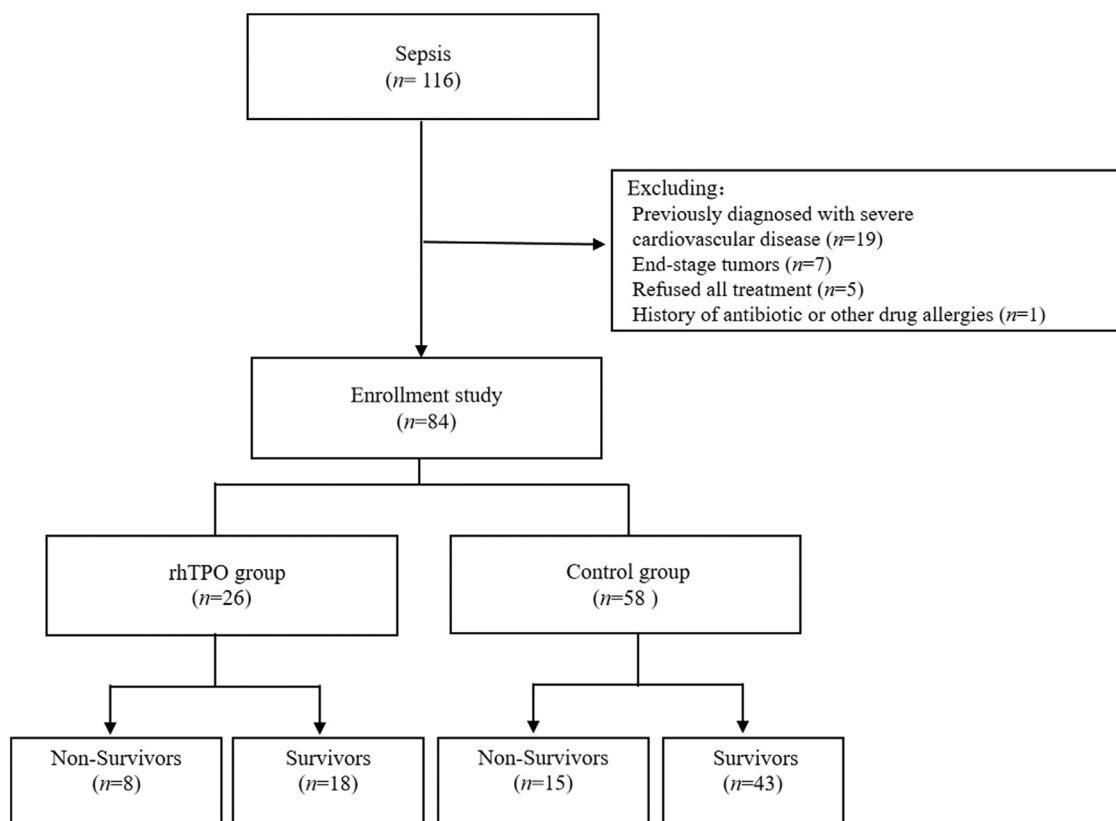 Sepsis
(n= 116)
Excluding：
Previously diagnosed with severe
cardiovascular disease (n=19)
End-stage tumors (n=7)
Refused all treatment (n=5)
History of antibiotic or other drug allergies (n=1)
Enrollment study
(n=84)
rhTPO group
(n=26)
Control group
(n=58 )
Non-Survivors
(n=8)
Survivors
(n=18)
Non-Survivors
(n=15)
Survivors
(n=43)